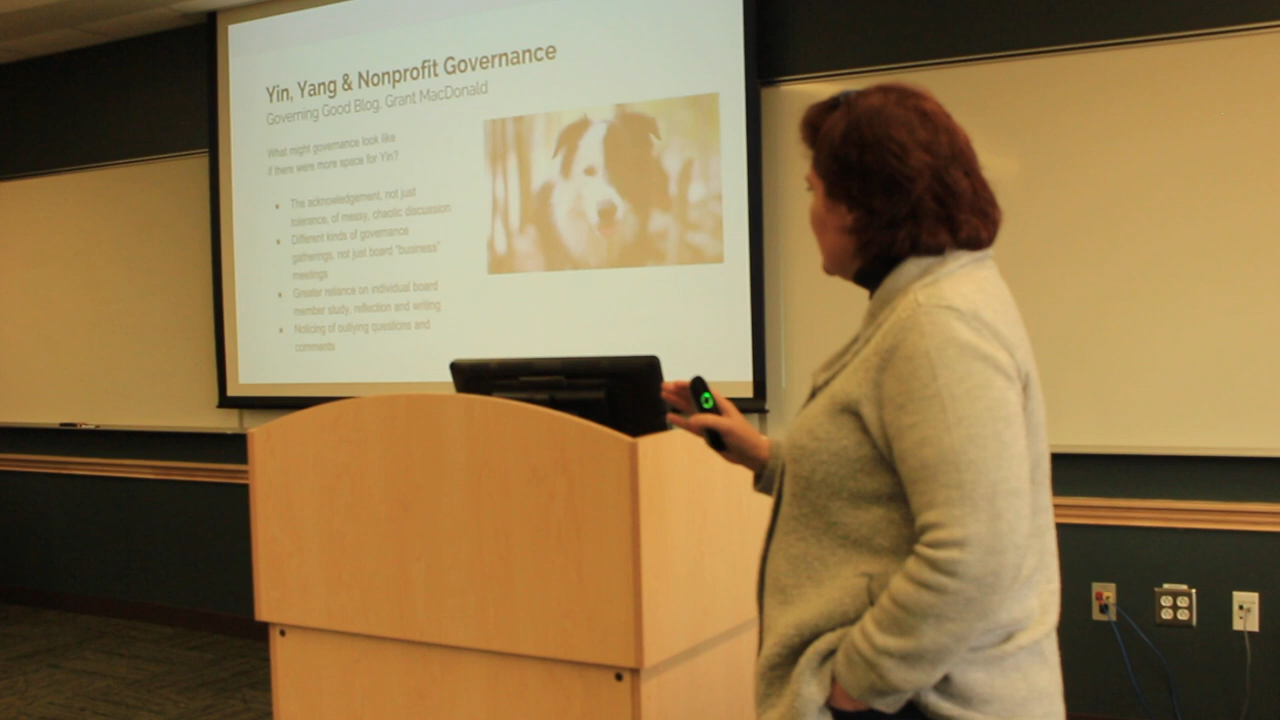 Yin, Yang & Nonprofit Governance
Governing Good Blog, Grant MacDonald
What might governance look like
if there were more space for Yin?
• The acknowledgement, not just
tolerance, of messy, chaotic discussion
• Different kinds of governance
gatherings, not just board "business"
meetings
• Greater reliance on individual board
member study, reflection and writing
• Noticing of outlying questions and
comments